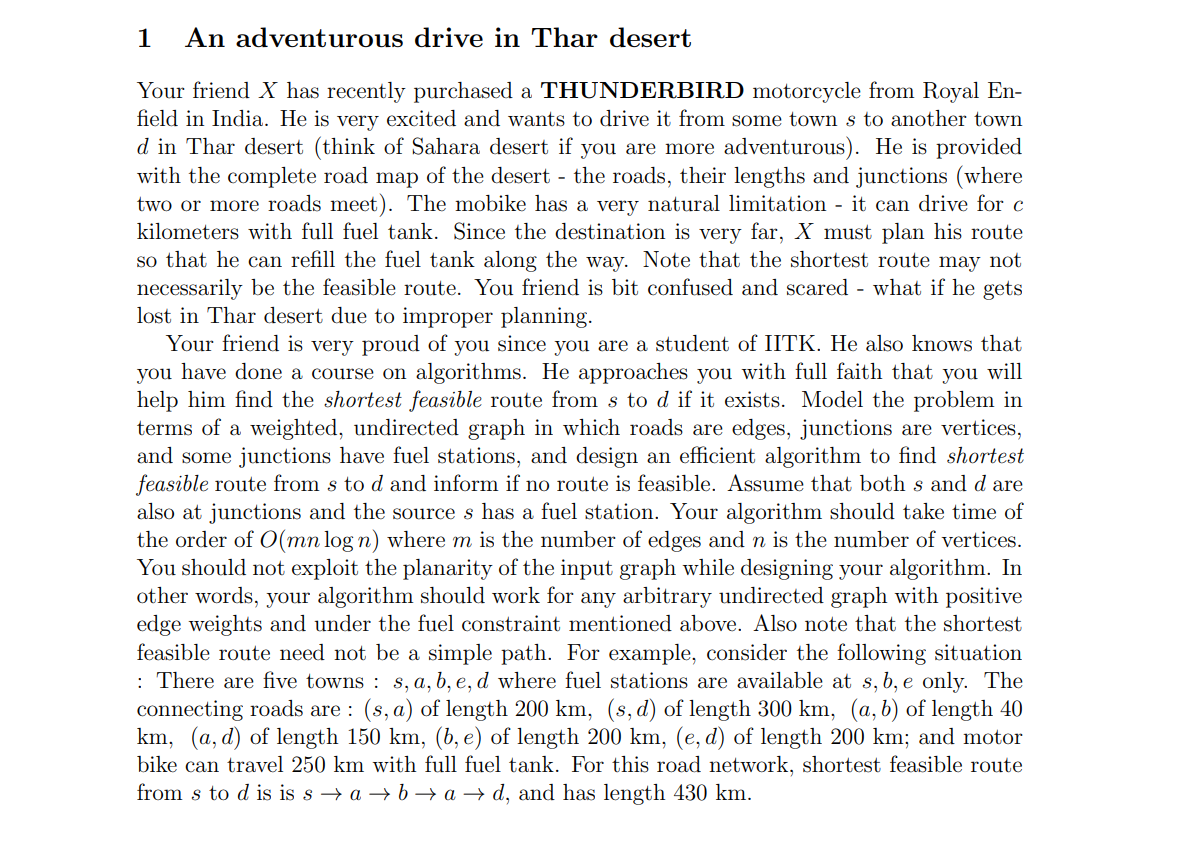 1 An adventurous drive in Thar desert
Your friend X has recently purchased a THUNDERBIRD motorcycle from Royal En-
field in India. He is very excited and wants to drive it from some town s to another town
d in Thar desert (think of Sahara desert if you are more adventurous). He is provided
with the complete road map of the desert - the roads, their lengths and junctions (where
two or more roads meet). The mobike has a very natural limitation - it can drive for c
kilometers with full fuel tank. Since the destination is very far, X must plan his route
so that he can refill the fuel tank along the way. Note that the shortest route may not
necessarily be the feasible route. You friend is bit confused and scared - what if he gets
lost in Thar desert due to improper planning.
Your friend is very proud of you since you are a student of IITK. He also knows that
you have done a course on algorithms. He approaches you with full faith that you will
help him find the shortest feasible route from s to d if it exists. Model the problem in
terms of a weighted, undirected graph in which roads are edges, junctions are vertices,
and some junctions have fuel stations, and design an efficient algorithm to find shortest
feasible route from s to d and inform if no route is feasible. Assume that both s and d are
also at junctions and the source s has a fuel station. Your algorithm should take time of
the order of O(mn log n) where m is the number of edges and n is the number of vertices.
You should not exploit the planarity of the input graph while designing your algorithm. In
other words, your algorithm should work for any arbitrary undirected graph with positive
edge weights and under the fuel constraint mentioned above. Also note that the shortest
feasible route need not be a simple path. For example, consider the following situation
: There are five towns : s, a, b, e, d where fuel stations are available at s, b, e only. The
connecting roads are : (s, a) of length 200 km, (s, d) of length 300 km, (a, b) of length 40
km, (a, d) of length 150 km, (b, e) of length 200 km, (e, d) of length 200 km; and motor
bike can travel 250 km with full fuel tank. For this road network, shortest feasible route
from s to d is is s → a → b → a → d, and has length 430 km.